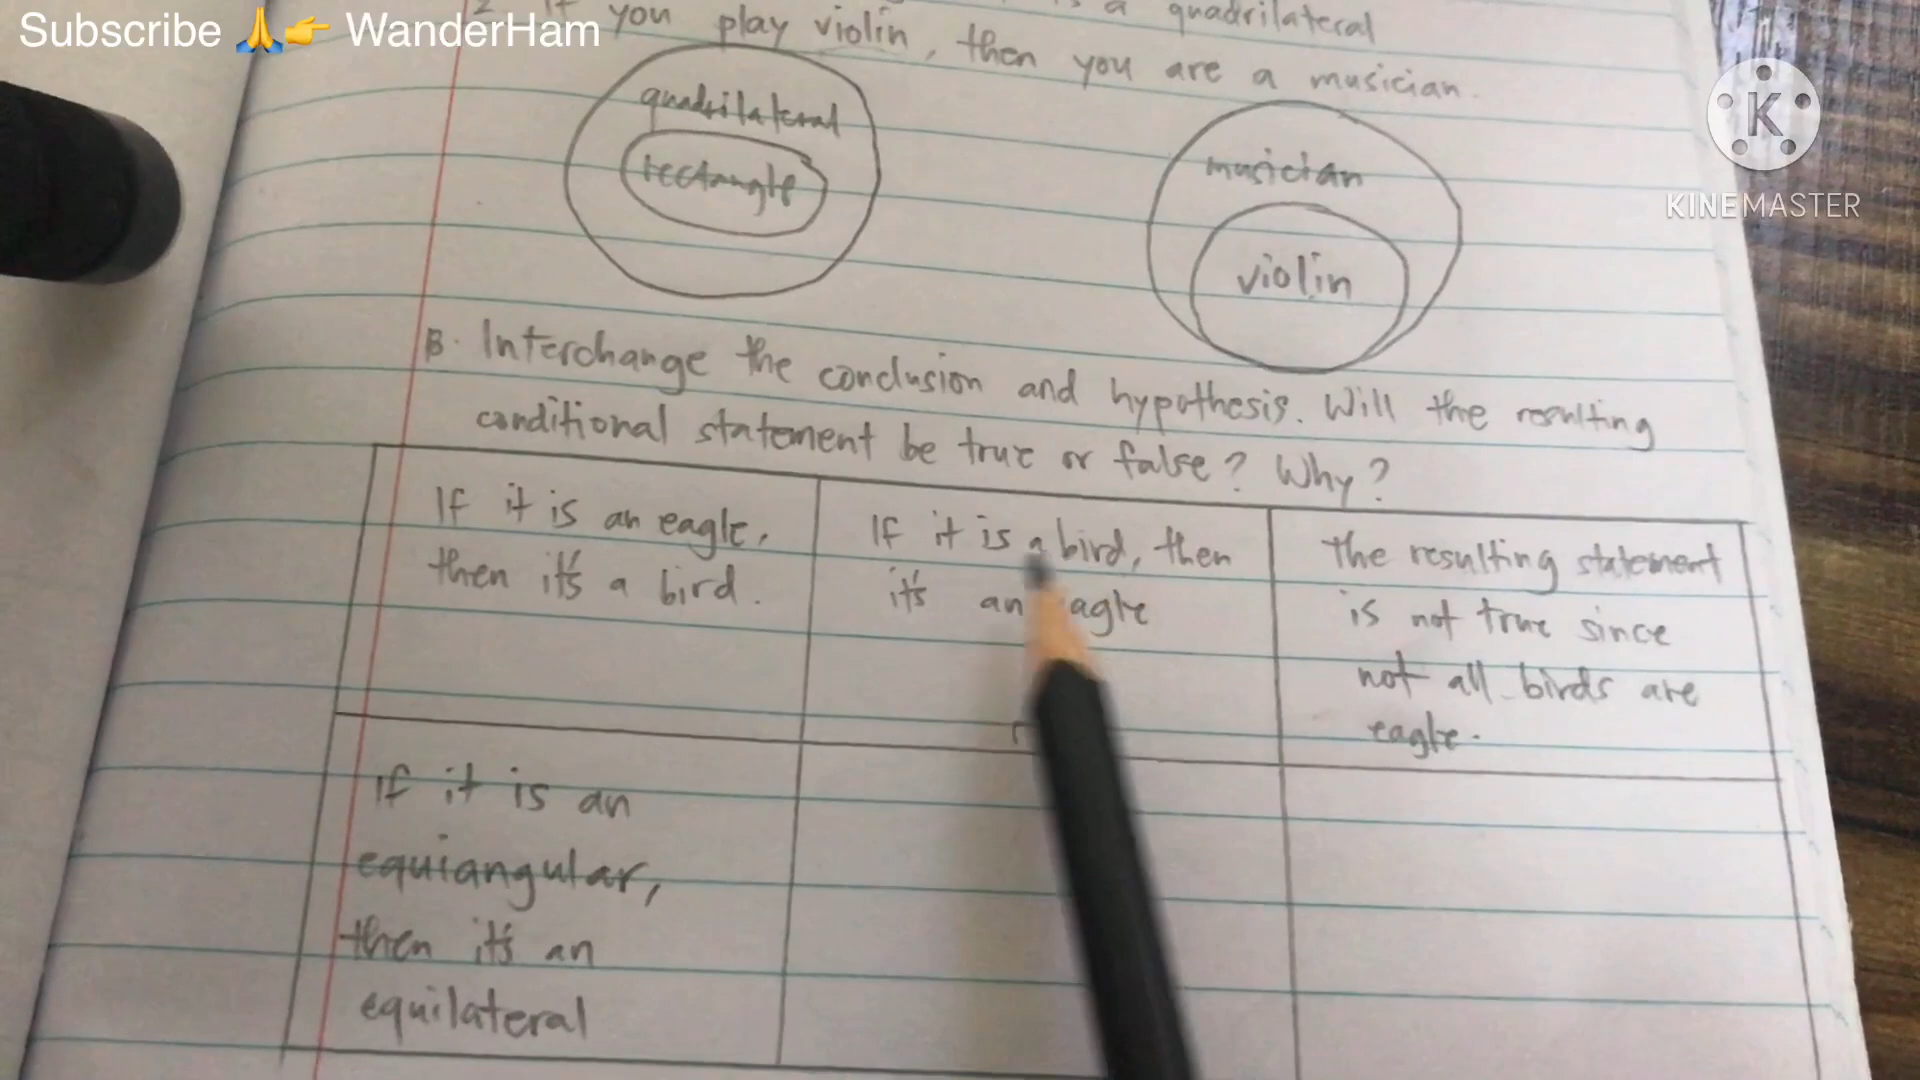 Subscribe 🙏👉 WanderHam
is a quadrilateral
2. If you play violin, then you are a musician.
K
KINEMASTER
quadrilateral
rectangle
musician
violin
B. Interchange the conclusion and hypothesis. Will the resulting
conditional statement be true or false? Why?
If it is an eagle,
then it's a bird.
If it is a bird, then
it's an eagle
The resulting statement
is not true since
not all birds are
eagle.
If it is an
equiangular,
then it's an
equilateral